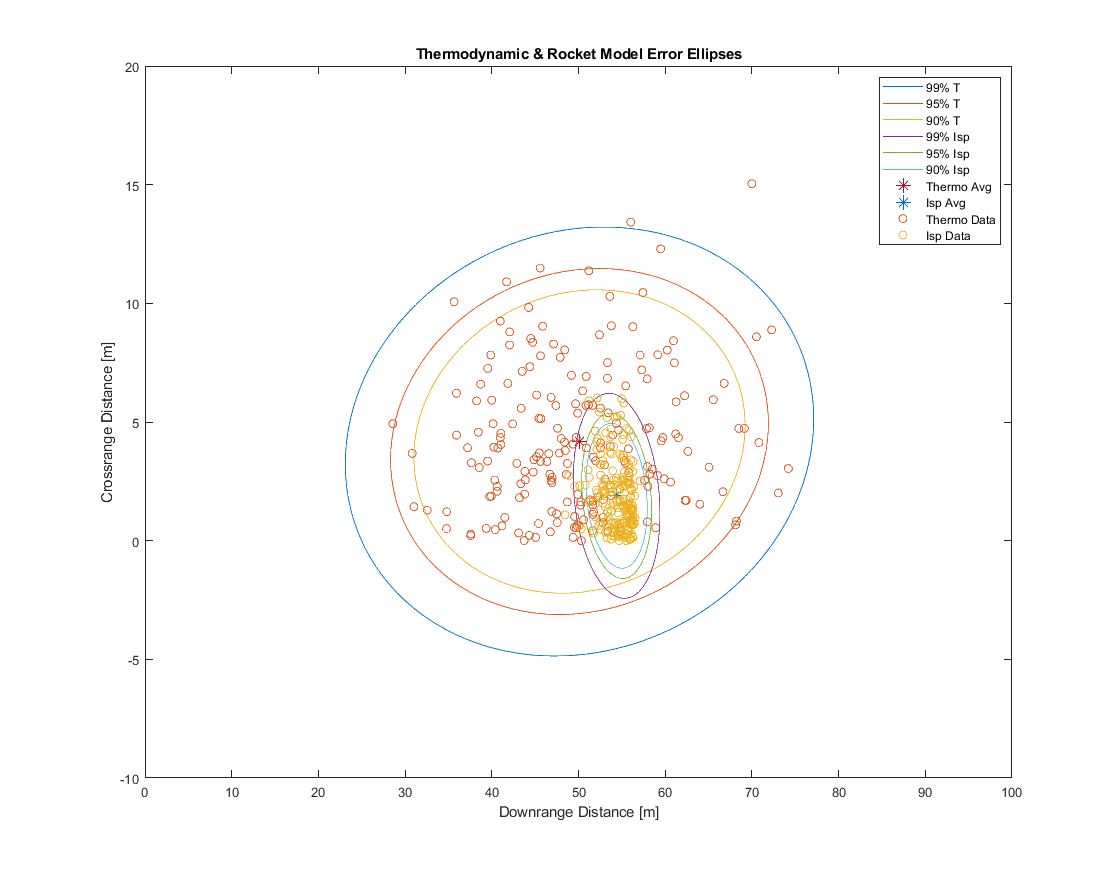 Thermodynamic & Rocket Model Error Ellipses
20
15
10
5
0
-5
-10
Crossrange Distance [m]
99% T
95% T
90% T
99% Isp
95% Isp
90% Isp
Thermo Avg
Isp Avg
Thermo Data
Isp Data
0 10 20 30 40 50 60 70 80 90 100
Downrange Distance [m]